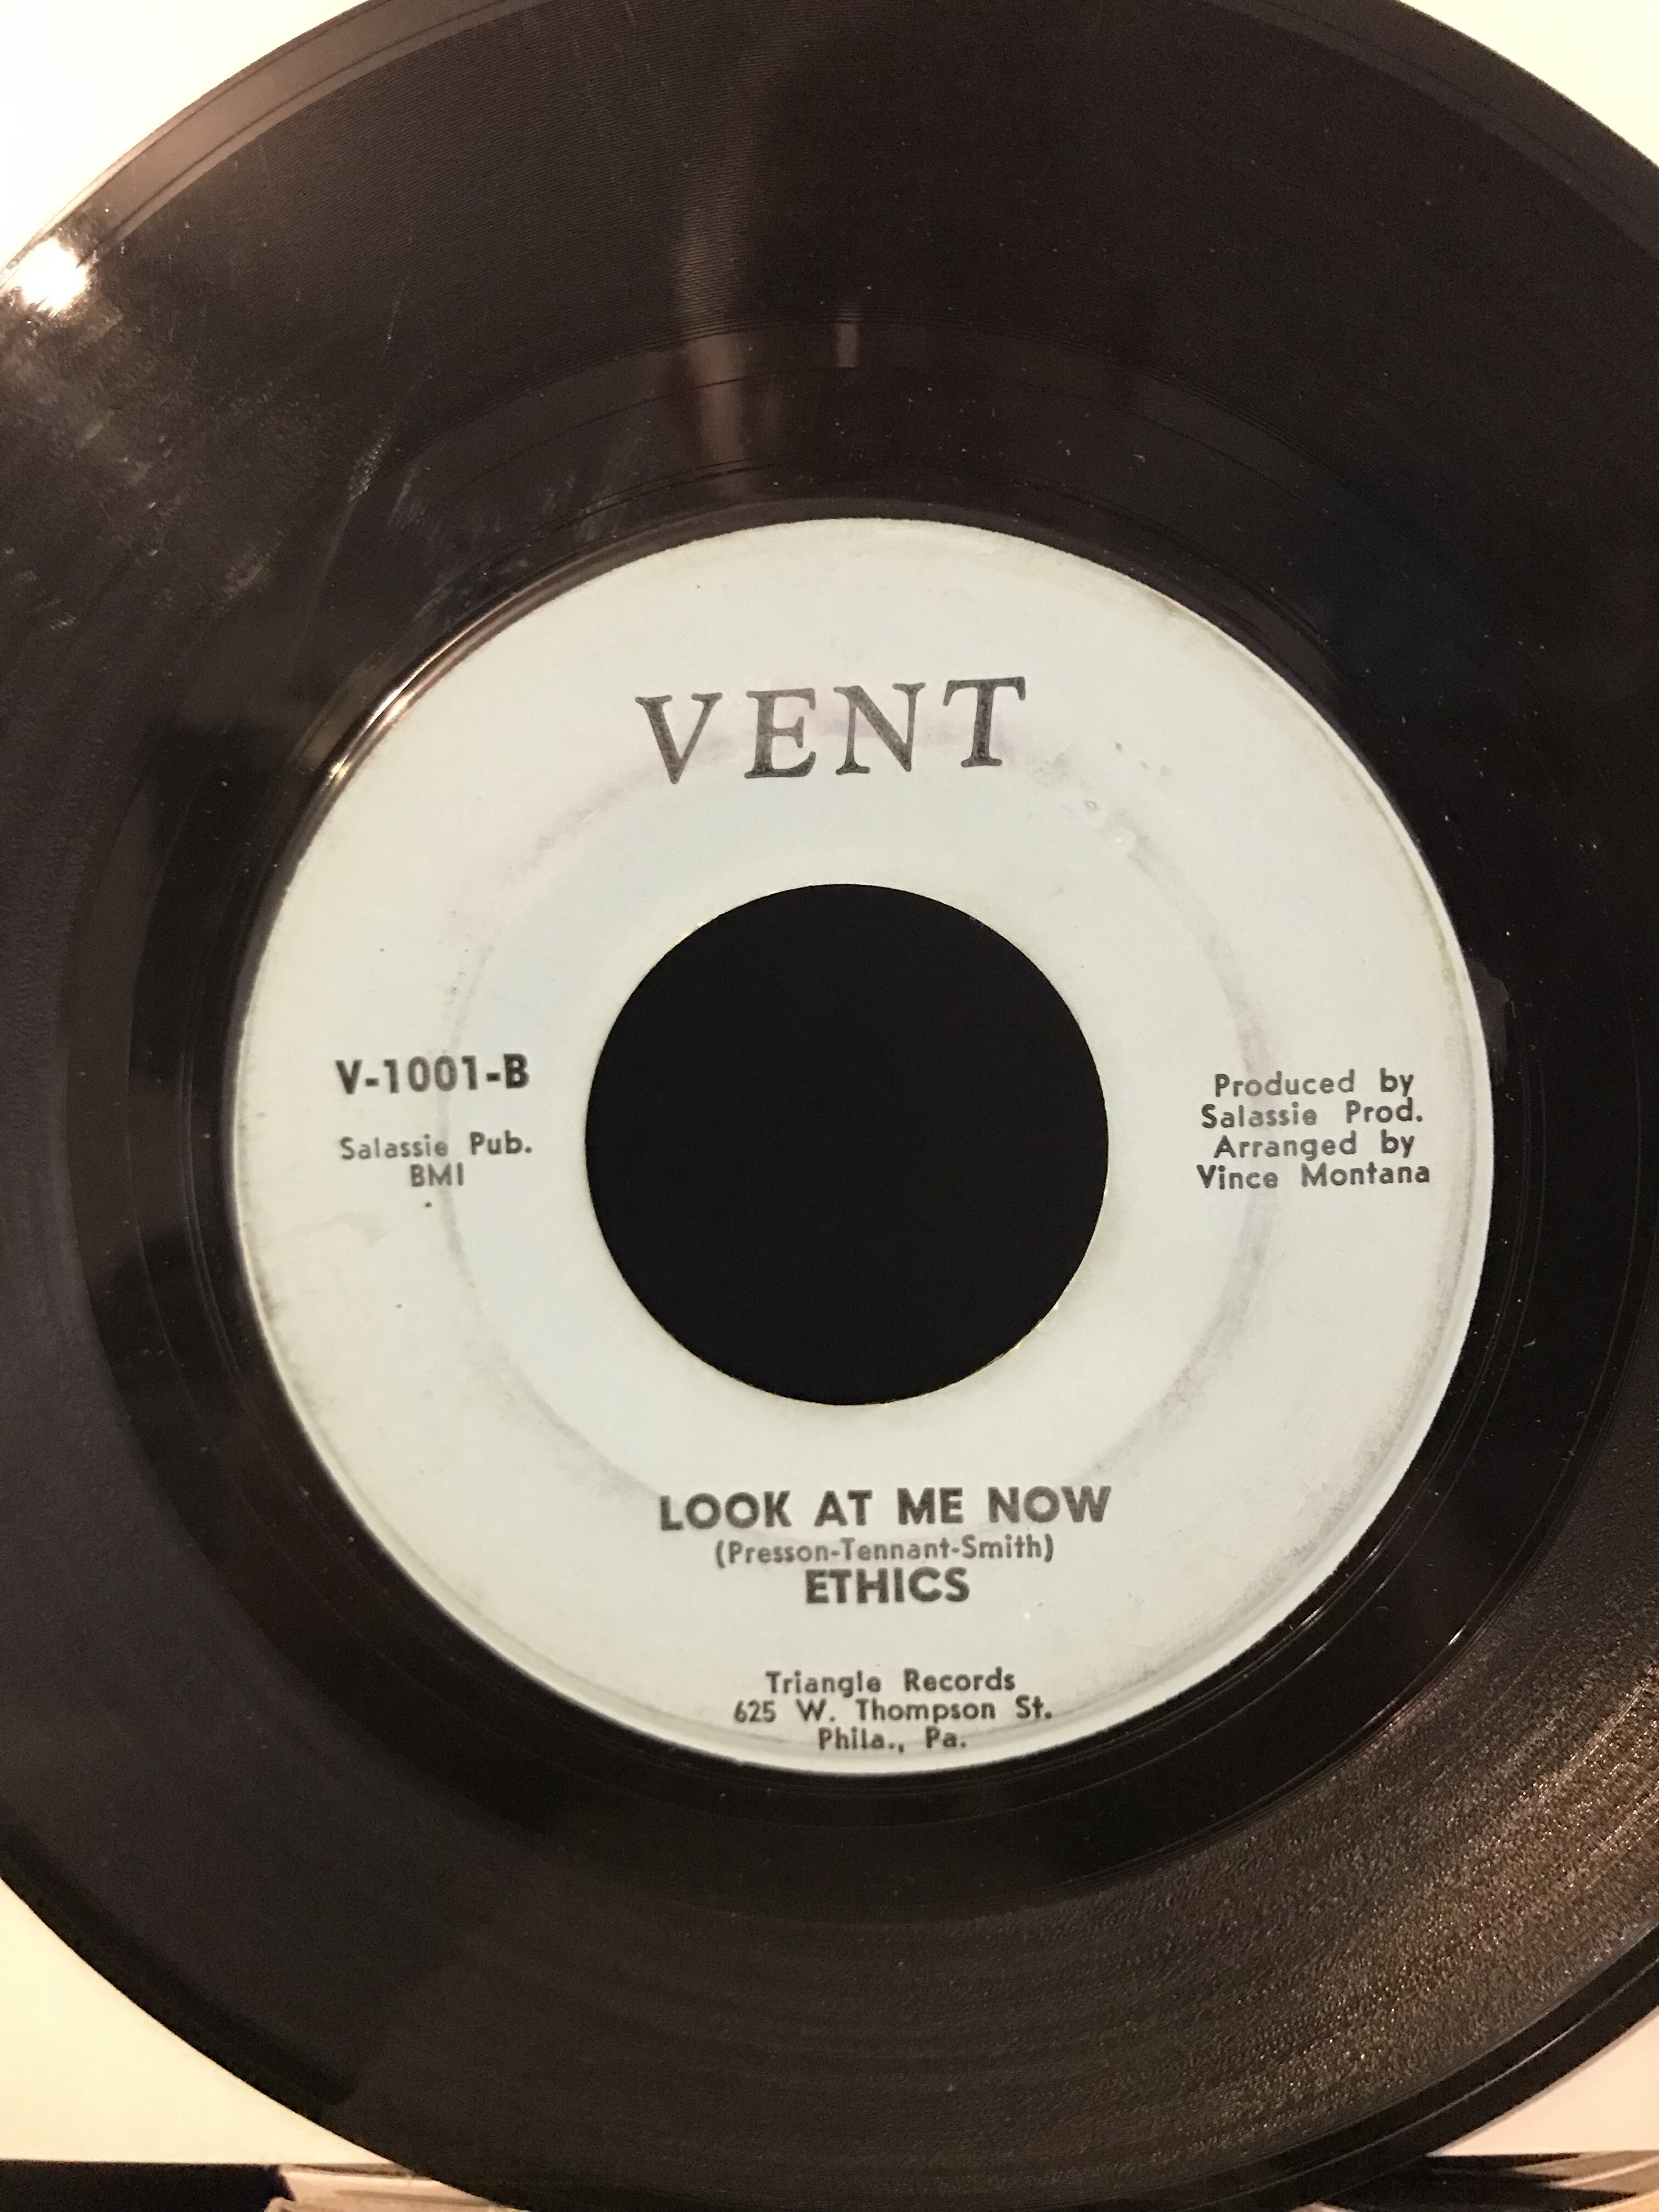 VENT
V-1001-B
Salassie Pub.
BMI
Produced by
Salassie Prod.
Arranged by
Vince Montana
LOOK AT ME NOW
(Presson-Tennant-Smith)
ETHICS
Triangle Records
625 W. Thompson St.
Phila., Pa.